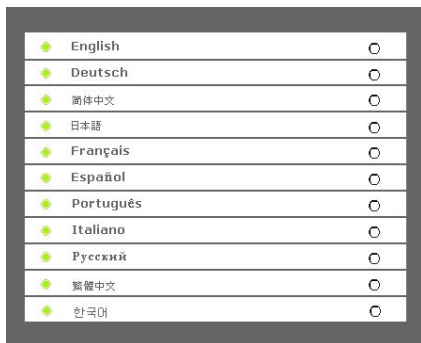 English
Deutsch
简体中文
日本語
Français
Español
Português
Italiano
Русский
繁體中文
한국어